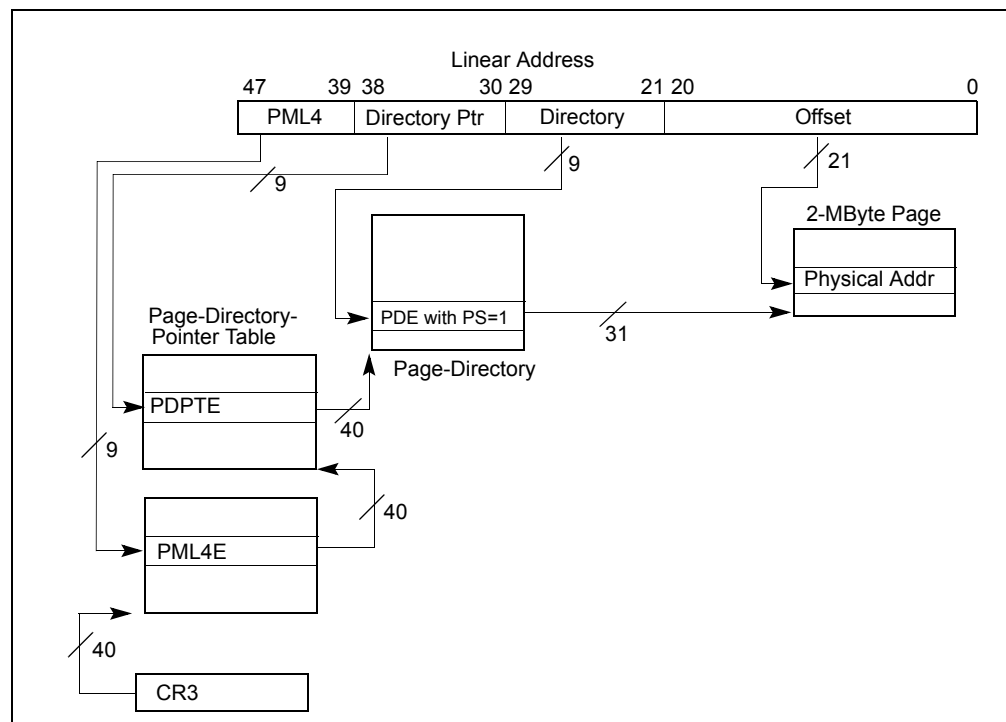 Linear Address
47 39 38 30 29 21 20 0
PML4 Directory Ptr Directory Offset
9 9 21
2-MByte Page
Physical Addr
PDE with PS=1
31
Page-Directory
Page-Directory-
Pointer Table
PDPTE
40
9
40
PML4E
40
CR3